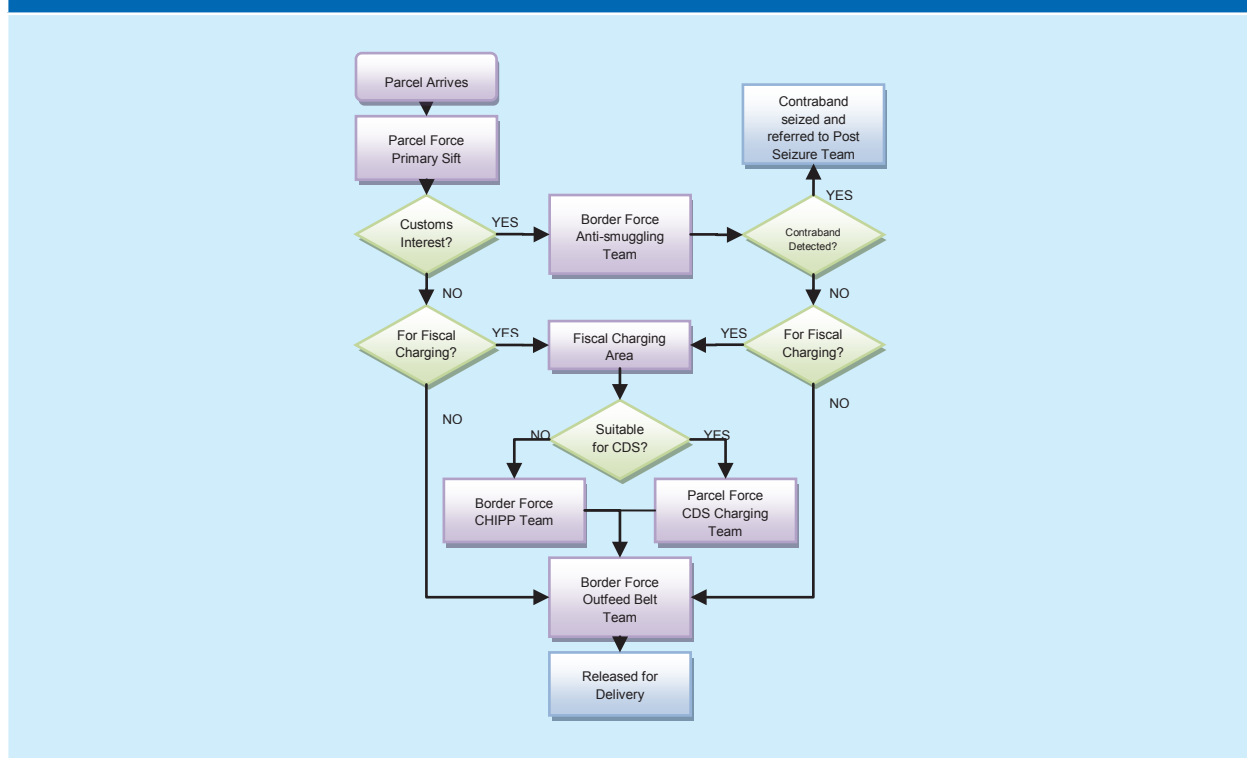 Parcel Arrives
Parcel Force
Primary Sift
Contraband
seized and
referred to Post
Seizure Team
YES
Customs
Interest?
YES
Border Force
Anti-smuggling
Team
Contraband
Detected?
NO
NO
For Fiscal
Charging?
YES
Fiscal Charging
Area
YES
For Fiscal
Charging?
NO
NO
NO
Suitable
for CDS?
YES
Border Force
CHIPP Team
Parcel Force
CDS Charging
Team
Border Force
Outfeed Belt
Team
Released for
Delivery